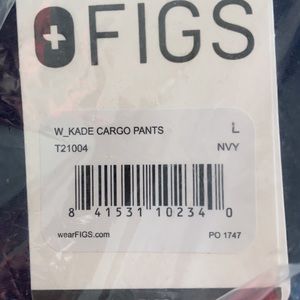 FIGS
W_KADE CARGO PANTS
L
T21004
NVY
8 41531 10234 0
wearFIGS.com
PO 1747